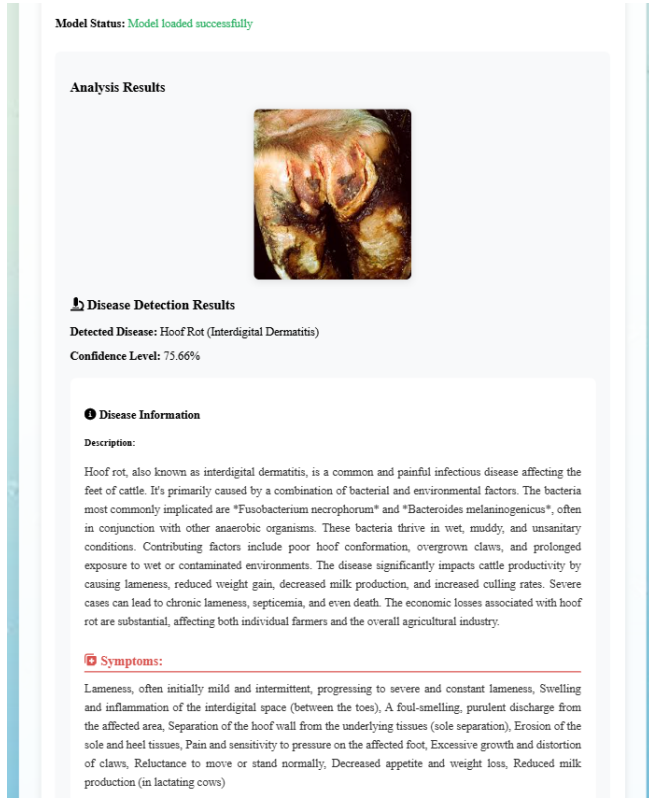 Model Status: Model loaded successfully
Analysis Results
Disease Detection Results
Detected Disease: Hoof Rot (Interdigital Dermatitis)
Confidence Level: 75.66%
Disease Information
Description:
Hoof rot, also known as interdigital dermatitis, is a common and painful infectious disease affecting the
feet of cattle. It's primarily caused by a combination of bacterial and environmental factors. The bacteria
most commonly implicated are *Fusobacterium necrophorum* and *Bacteroides melaninogenicus*, often
in conjunction with other anaerobic organisms. These bacteria thrive in wet, muddy, and unsanitary
conditions. Contributing factors include poor hoof conformation, overgrown claws, and prolonged
exposure to wet or contaminated environments. The disease significantly impacts cattle productivity by
causing lameness, reduced weight gain, decreased milk production, and increased culling rates. Severe
cases can lead to chronic lameness, septicemia, and even death. The economic losses associated with hoof
rot are substantial, affecting both individual farmers and the overall agricultural industry.
Symptoms:
Lameness, often initially mild and intermittent, progressing to severe and constant lameness, Swelling
and inflammation of the interdigital space (between the toes), A foul-smelling, purulent discharge from
the affected area, Separation of the hoof wall from the underlying tissues (sole separation), Erosion of the
sole and heel tissues, Pain and sensitivity to pressure on the affected foot, Excessive growth and distortion
of claws, Reluctance to move or stand normally, Decreased appetite and weight loss, Reduced milk
production (in lactating cows)